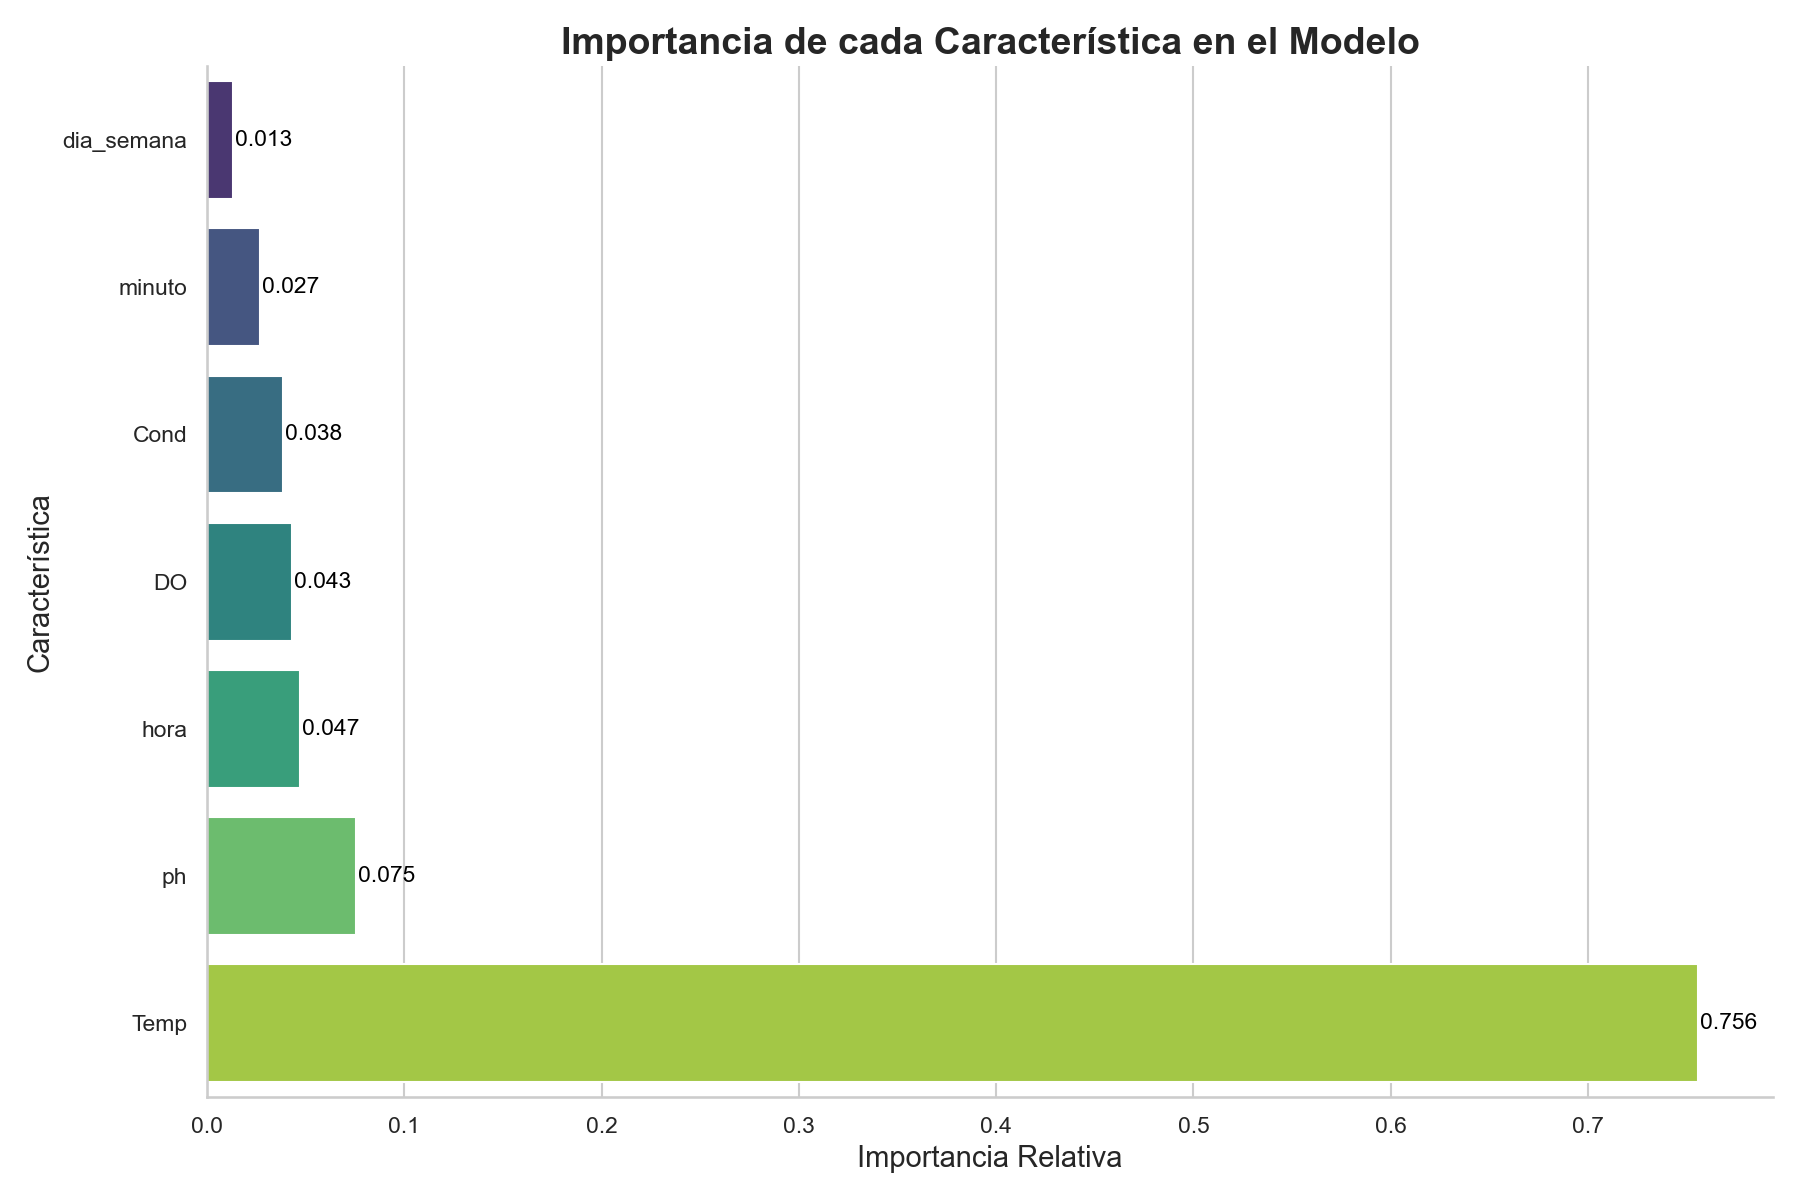 Importancia de cada Característica en el Modelo
Característica
dia_semana 0.013
minuto 0.027
Cond 0.038
DO 0.043
hora 0.047
ph 0.075
Temp 0.756
0.0 0.1 0.2 0.3 0.4 0.5 0.6 0.7
Importancia Relativa